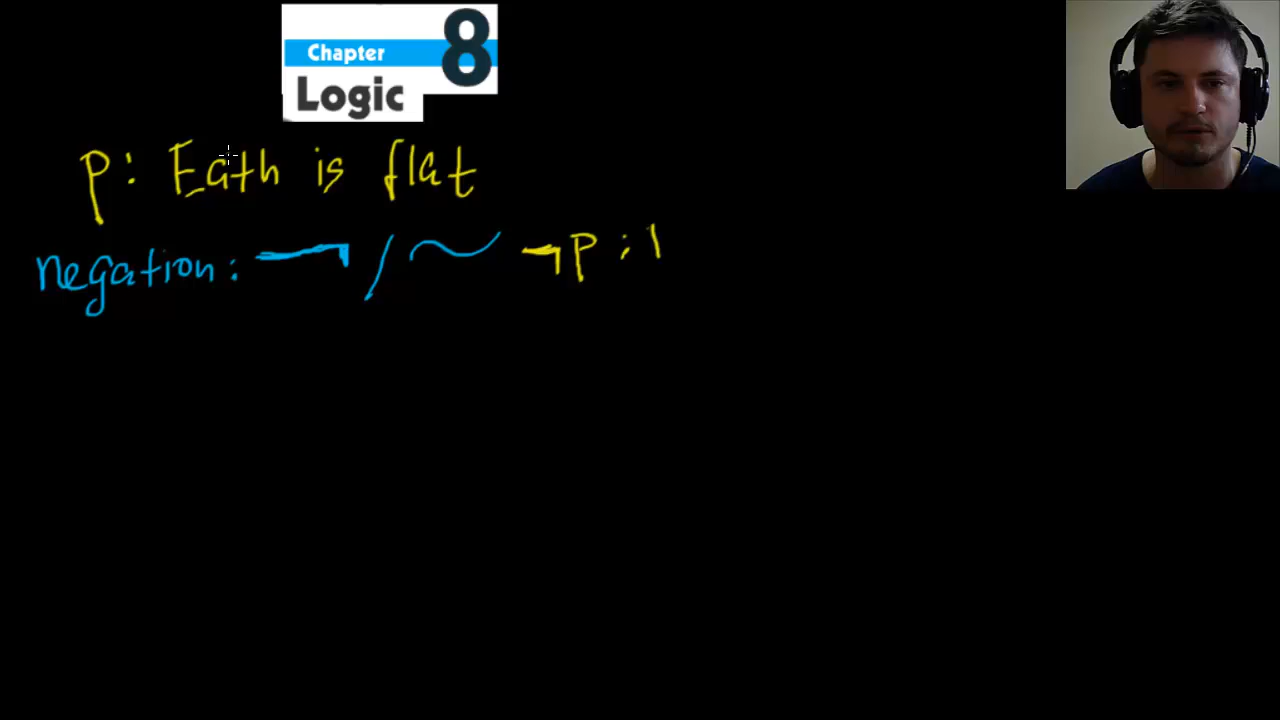 Chapter 8
Logic
p: Eath is flat
negation: ¬ / ~ ¬p : l